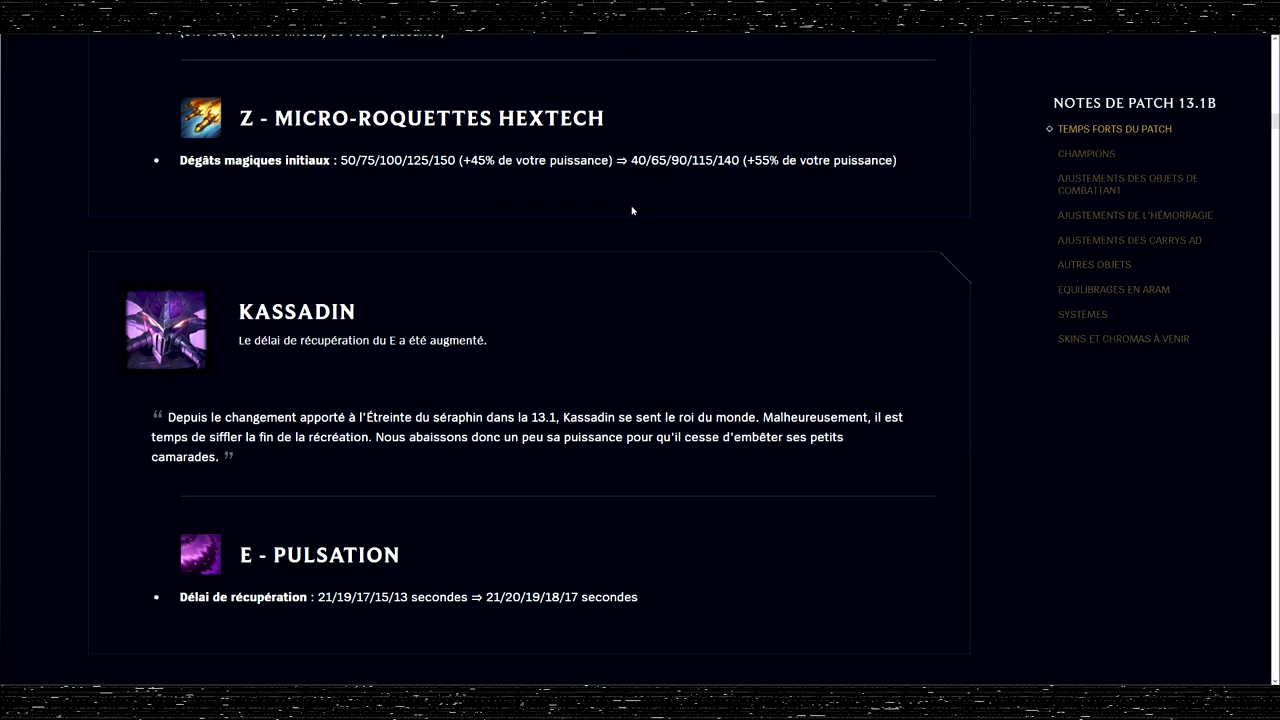 Z - MICRO-ROQUETTES HEXTECH
• Dégâts magiques initiaux : 50/75/100/125/150 (+45% de votre puissance) ⇒ 40/65/90/115/140 (+55% de votre puissance)
KASSADIN
Le délai de récupération du E a été augmenté.
“ Depuis le changement apporté à l'Étreinte du séraphin dans la 13.1, Kassadin se sent le roi du monde. Malheureusement, il est
temps de siffler la fin de la récréation. Nous abaissons donc un peu sa puissance pour qu'il cesse d'embêter ses petits
camarades. ”
E - PULSATION
• Délai de récupération : 21/19/17/15/13 secondes ⇒ 21/20/19/18/17 secondes
NOTES DE PATCH 13.1B
TEMPS FORTS DU PATCH
CHAMPIONS
AJUSTEMENTS DES OBJETS DE
COMBATTANT
AJUSTEMENTS DE L'HÉMORRAGIE
AJUSTEMENTS DES CARRYS AD
AUTRES OBJETS
ÉQUILIBRAGES EN ARAM
SYSTÈMES
SKINS ET CHROMAS À VENIR